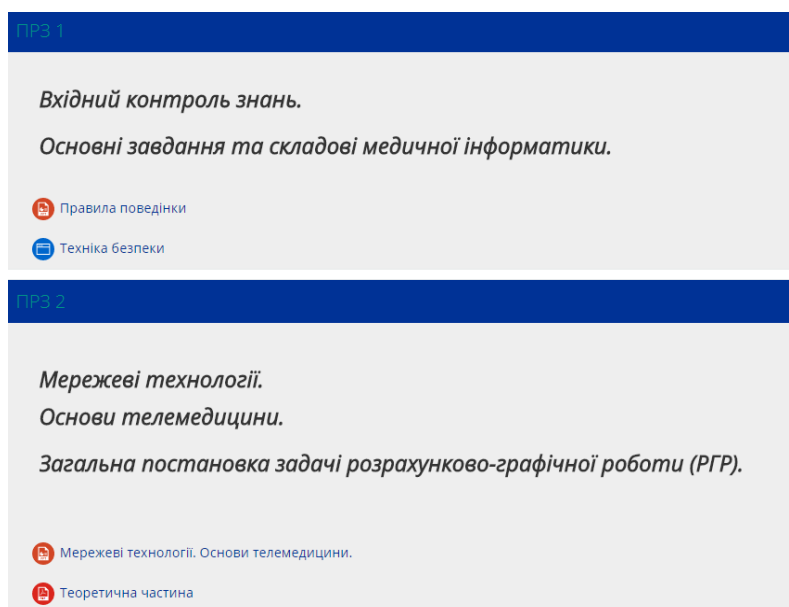 ПРЗ 1
Вхідний контроль знань.
Основні завдання та складові медичної інформатики.
Правила поведінки
Техніка безпеки
ПРЗ 2
Мережеві технології.
Основи телемедицини.
Загальна постановка задачі розрахунково-графічної роботи (РГР).
Мережеві технології. Основи телемедицини.
Теоретична частина